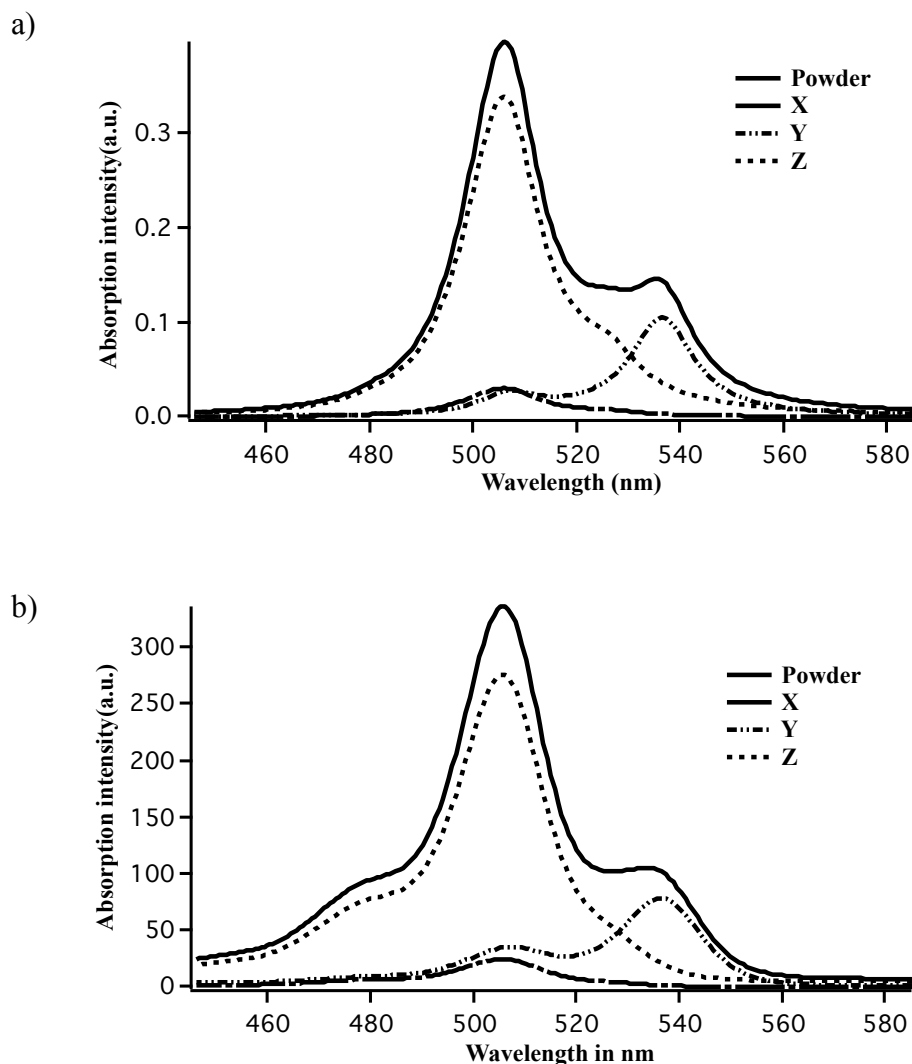 a)
Absorption intensity(a.u.)
0.3
0.2
0.1
0.0
Powder
X
Y
Z
460 480 500 520 540 560 580
Wavelength (nm)
b)
Absorption intensity(a.u.)
300
250
200
150
100
50
0
Powder
X
Y
Z
460 480 500 520 540 560 580
Wavelength in nm